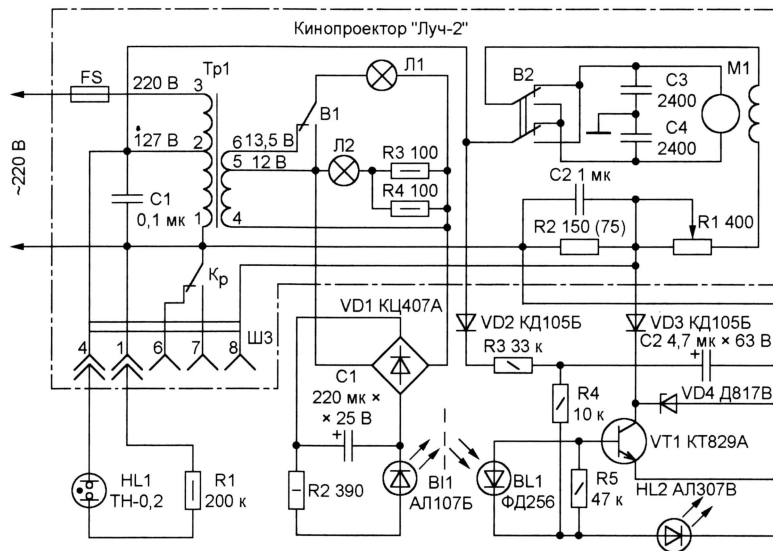 Кинопроектор "Луч-2"
FS
220 В
3
Тр1
127 В
2
1
6
13,5 В
5
12 В
4
~220 В
C1
0,1 мк
Л1
В1
Л2
R3 100
R4 100
В2
C3
2400
C4
2400
М1
C2 1 мк
R2 150 (75)
R1 400
Кр
Ш3
4
1
6
7
8
VD1 КЦ407А
VD2 КД105Б
VD3 КД105Б
C2 4,7 мк × 63 В
+
R3 33 к
C1
220 мк ×
× 25 В
+
R4
10 к
VD4 Д817В
VT1 КТ829А
HL1
ТН-0,2
R1
200 к
R2 390
BI1
АЛ107Б
BL1
ФД256
R5
47 к
HL2 АЛ307В